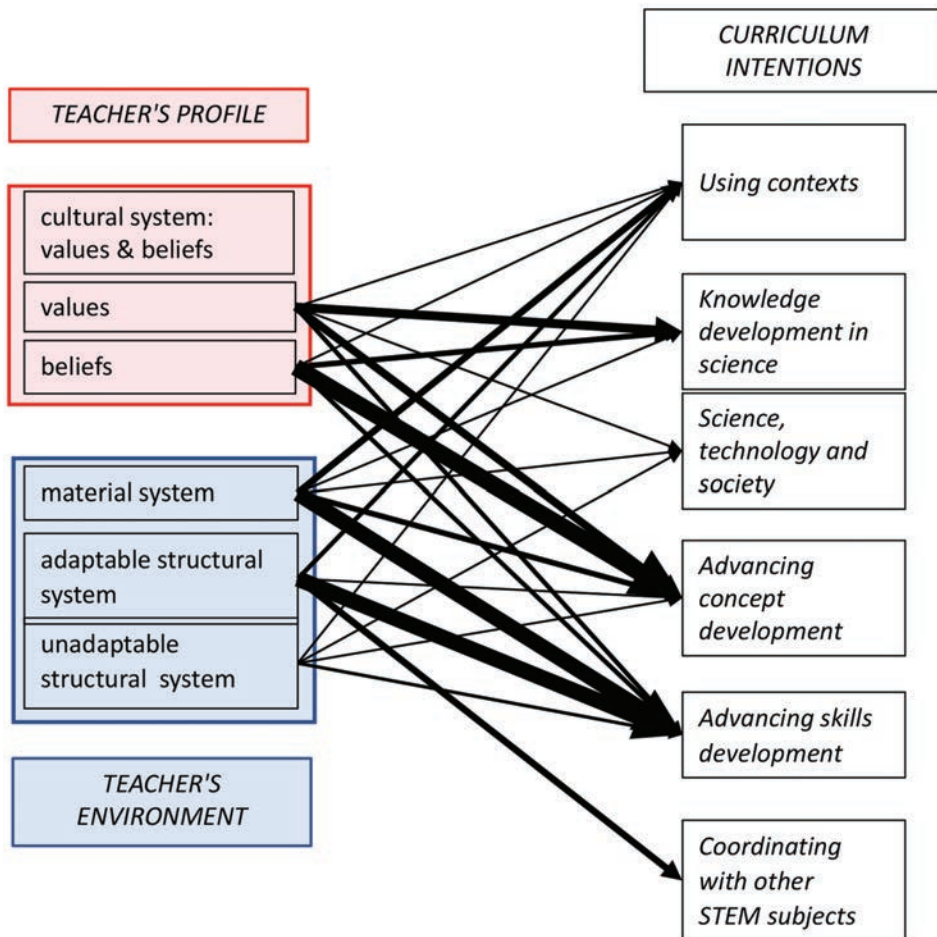 CURRICULUM
INTENTIONS
TEACHER'S PROFILE
cultural system:
values & beliefs
values
beliefs
material system
adaptable structural
system
unadaptable
structural system
TEACHER'S
ENVIRONMENT
Using contexts
Knowledge
development in
science
Science,
technology and
society
Advancing
concept
development
Advancing skills
development
Coordinating
with other
STEM subjects